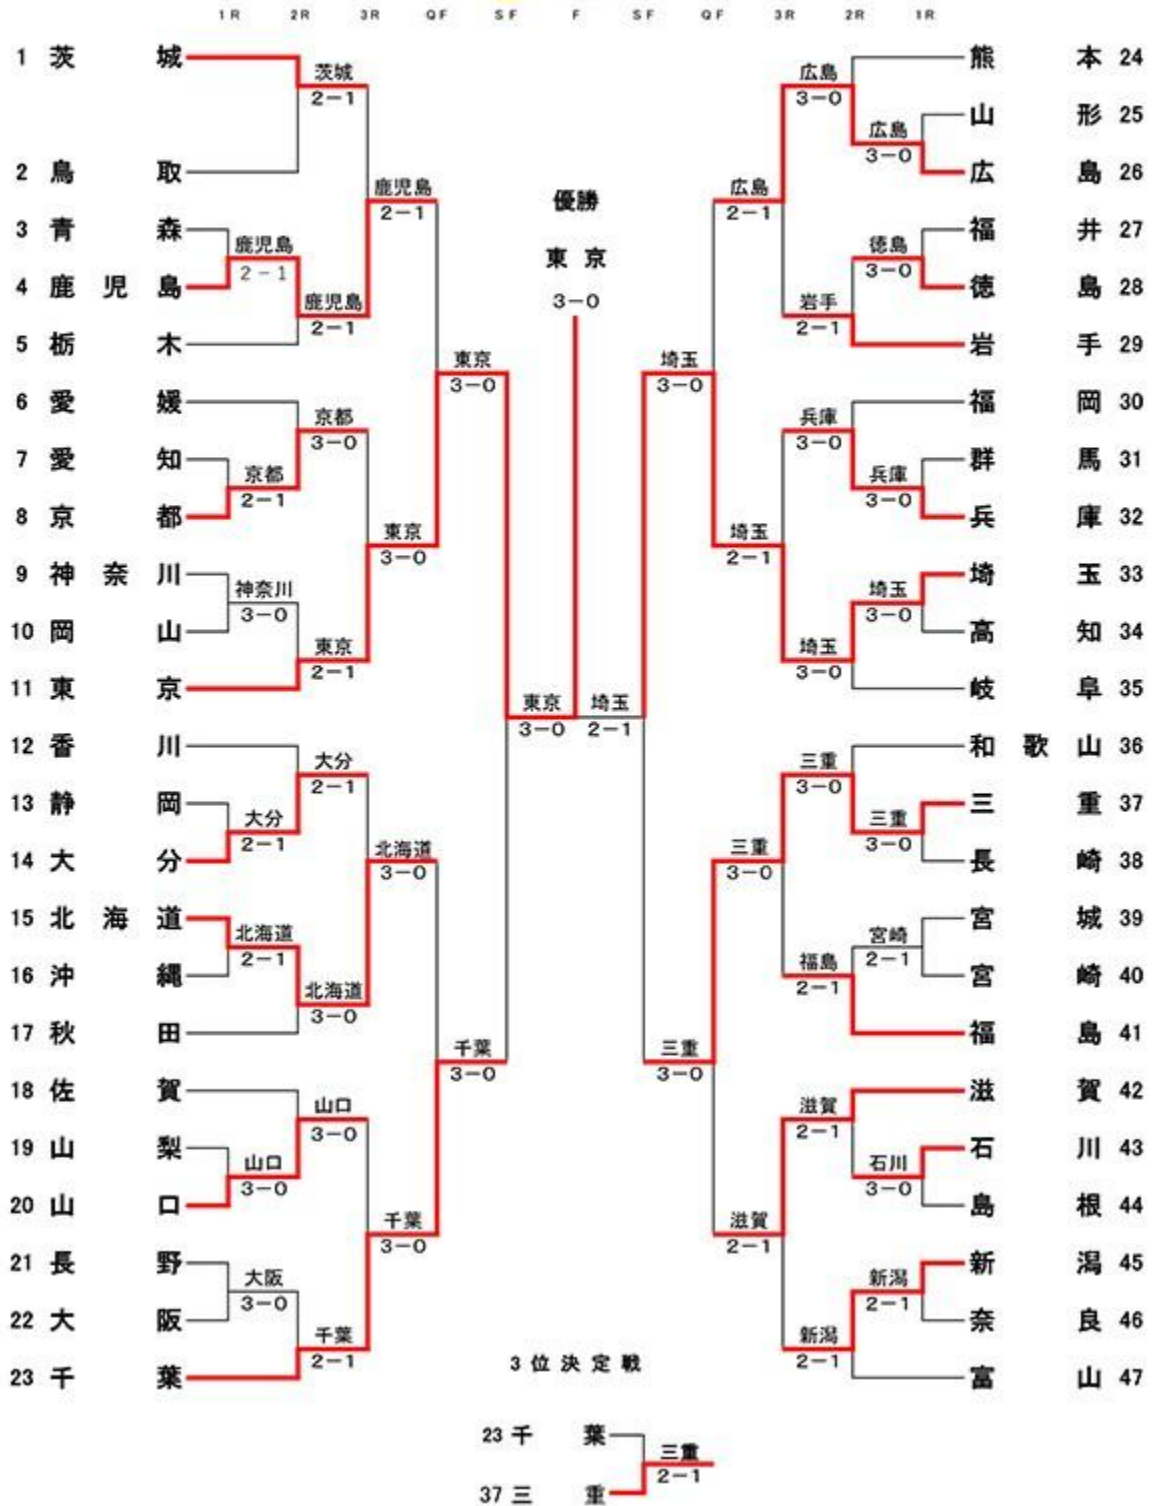 1R 2R 3R QF SF F SF QF 3R 2R 1R
1 茨城
2 鳥取
3 青森
4 鹿児島
5 栃木
6 愛媛
7 愛知
8 京都
9 神奈川
10 岡山
11 東京
12 香川
13 静岡
14 大分
15 北海道
16 沖縄
17 秋田
18 佐賀
19 山梨
20 山口
21 長野
22 大阪
23 千葉
鹿児島
2-1
京都
2-1
神奈川
3-0
大分
2-1
北海道
2-1
山口
3-0
大阪
3-0
茨城
2-1
鹿児島
2-1
京都
3-0
東京
2-1
大分
2-1
北海道
3-0
山口
3-0
千葉
2-1
鹿児島
2-1
東京
3-0
北海道
3-0
千葉
3-0
東京
3-0
千葉
3-0
東京
3-0
優勝
東京
3-0
埼玉
2-1
埼玉
3-0
三重
3-0
広島
2-1
埼玉
2-1
三重
3-0
滋賀
2-1
広島
3-0
岩手
2-1
兵庫
3-0
埼玉
3-0
三重
3-0
福島
2-1
滋賀
2-1
新潟
2-1
広島
3-0
徳島
3-0
兵庫
3-0
埼玉
3-0
三重
3-0
宮崎
2-1
石川
3-0
新潟
2-1
熊本 24
山形 25
広島 26
福井 27
徳島 28
岩手 29
福岡 30
群馬 31
兵庫 32
埼玉 33
高知 34
岐阜 35
和歌山 36
三重 37
長崎 38
宮城 39
宮崎 40
福島 41
滋賀 42
石川 43
島根 44
新潟 45
奈良 46
富山 47
3位決定戦
23 千葉
37 三重
三重
2-1